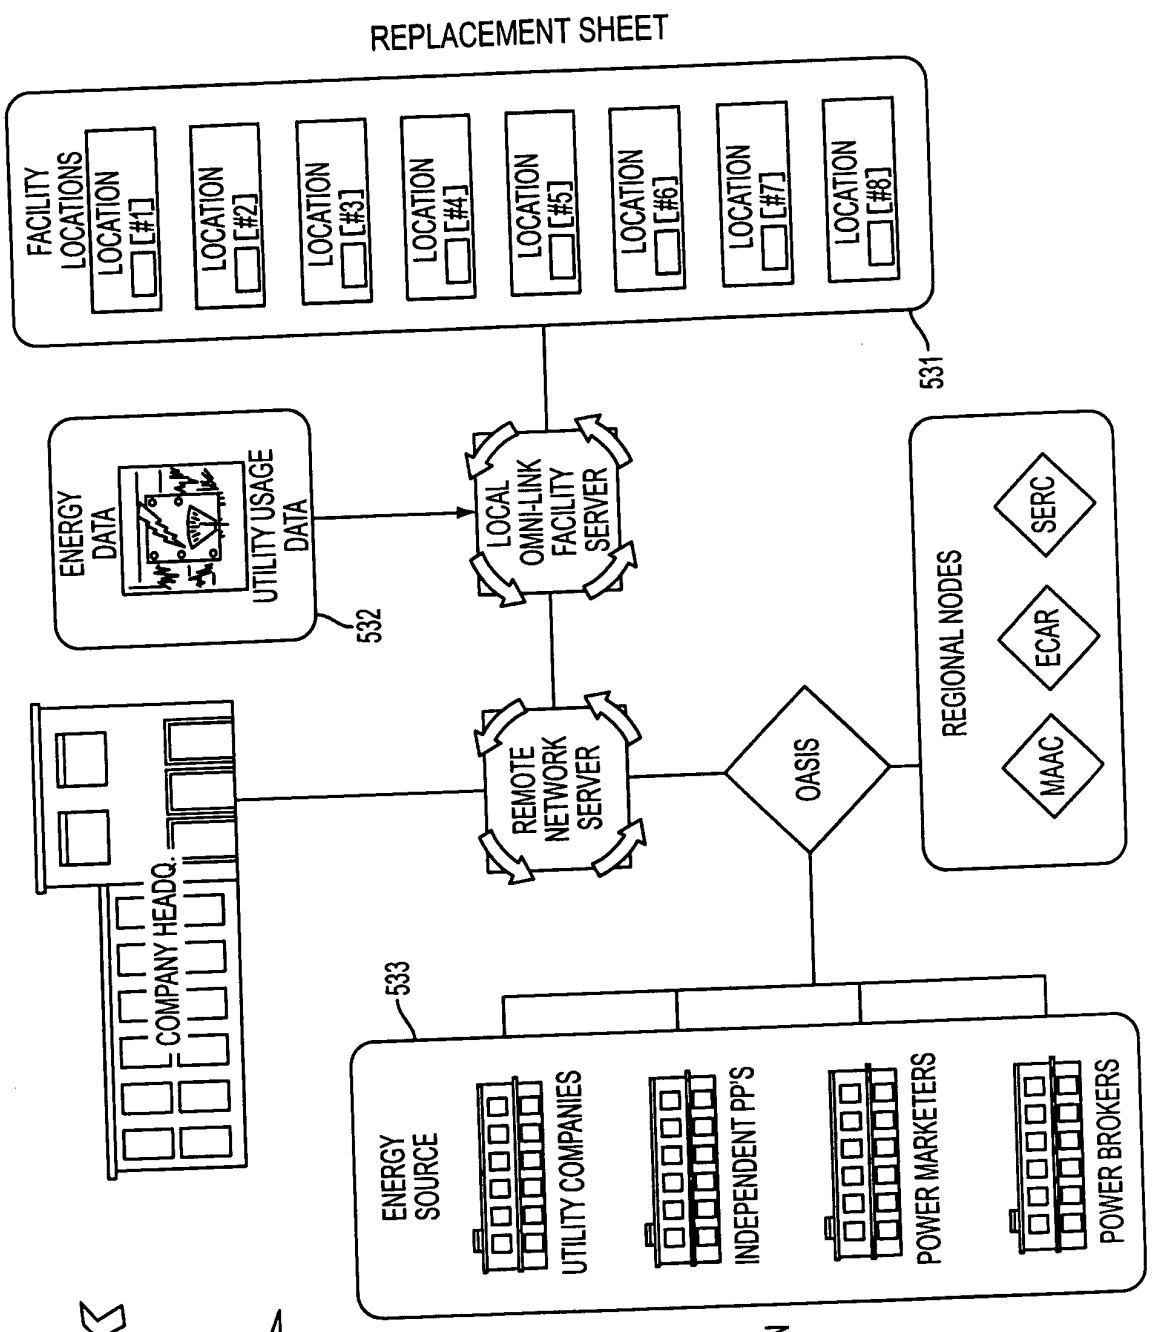 REPLACEMENT SHEET
FACILITY
LOCATIONS
LOCATION
[#1]
LOCATION
[#2]
LOCATION
[#3]
LOCATION
[#4]
LOCATION
[#5]
LOCATION
[#6]
LOCATION
[#7]
LOCATION
[#8]
531
ENERGY
DATA
UTILITY USAGE
DATA
532
LOCAL
OMNI-LINK
FACILITY
SERVER
COMPANY HEADQ.
REMOTE
NETWORK
SERVER
OASIS
REGIONAL NODES
MAAC
ECAR
SERC
533
ENERGY
SOURCE
UTILITY COMPANIES
INDEPENDENT PP'S
POWER MARKETERS
POWER BROKERS